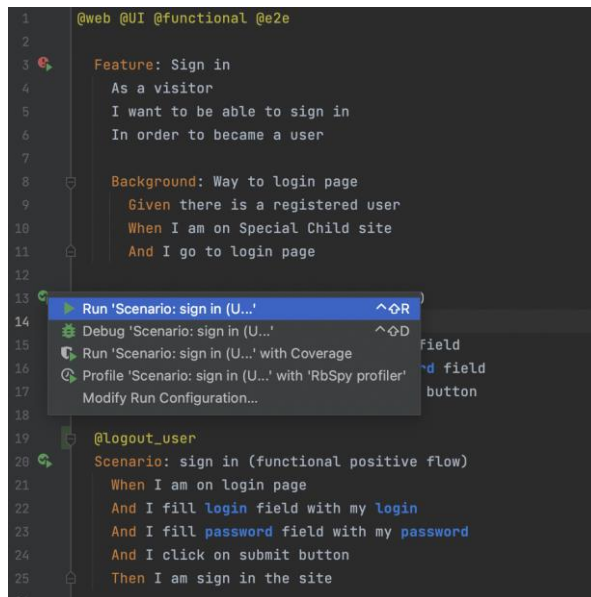 1 @web @UI @functional @e2e
2
3 Feature: Sign in
4 As a visitor
5 I want to be able to sign in
6 In order to became a user
7
8 Background: Way to login page
9 Given there is a registered user
10 When I am on Special Child site
11 And I go to login page
12
13 )
Run 'Scenario: sign in (U...' ^⇧R
14
Debug 'Scenario: sign in (U...' ^⇧D
15 field
Run 'Scenario: sign in (U...' with Coverage
16 rd field
Profile 'Scenario: sign in (U...' with 'RbSpy profiler'
17 button
Modify Run Configuration...
18
19 @logout_user
20 Scenario: sign in (functional positive flow)
21 When I am on login page
22 And I fill login field with my login
23 And I fill password field with my password
24 And I click on submit button
25 Then I am sign in the site